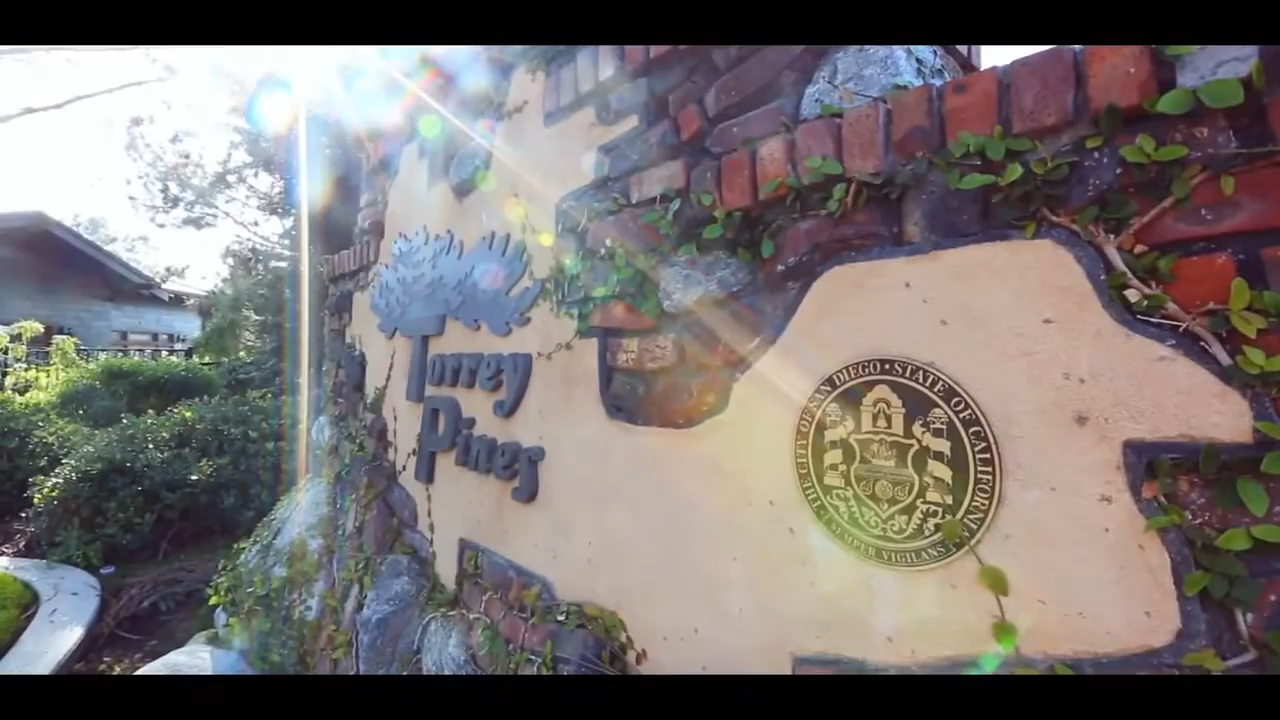 Torrey
Pines
THE CITY OF SAN DIEGO • STATE OF CALIFORNIA
SEMPER VIGILANS